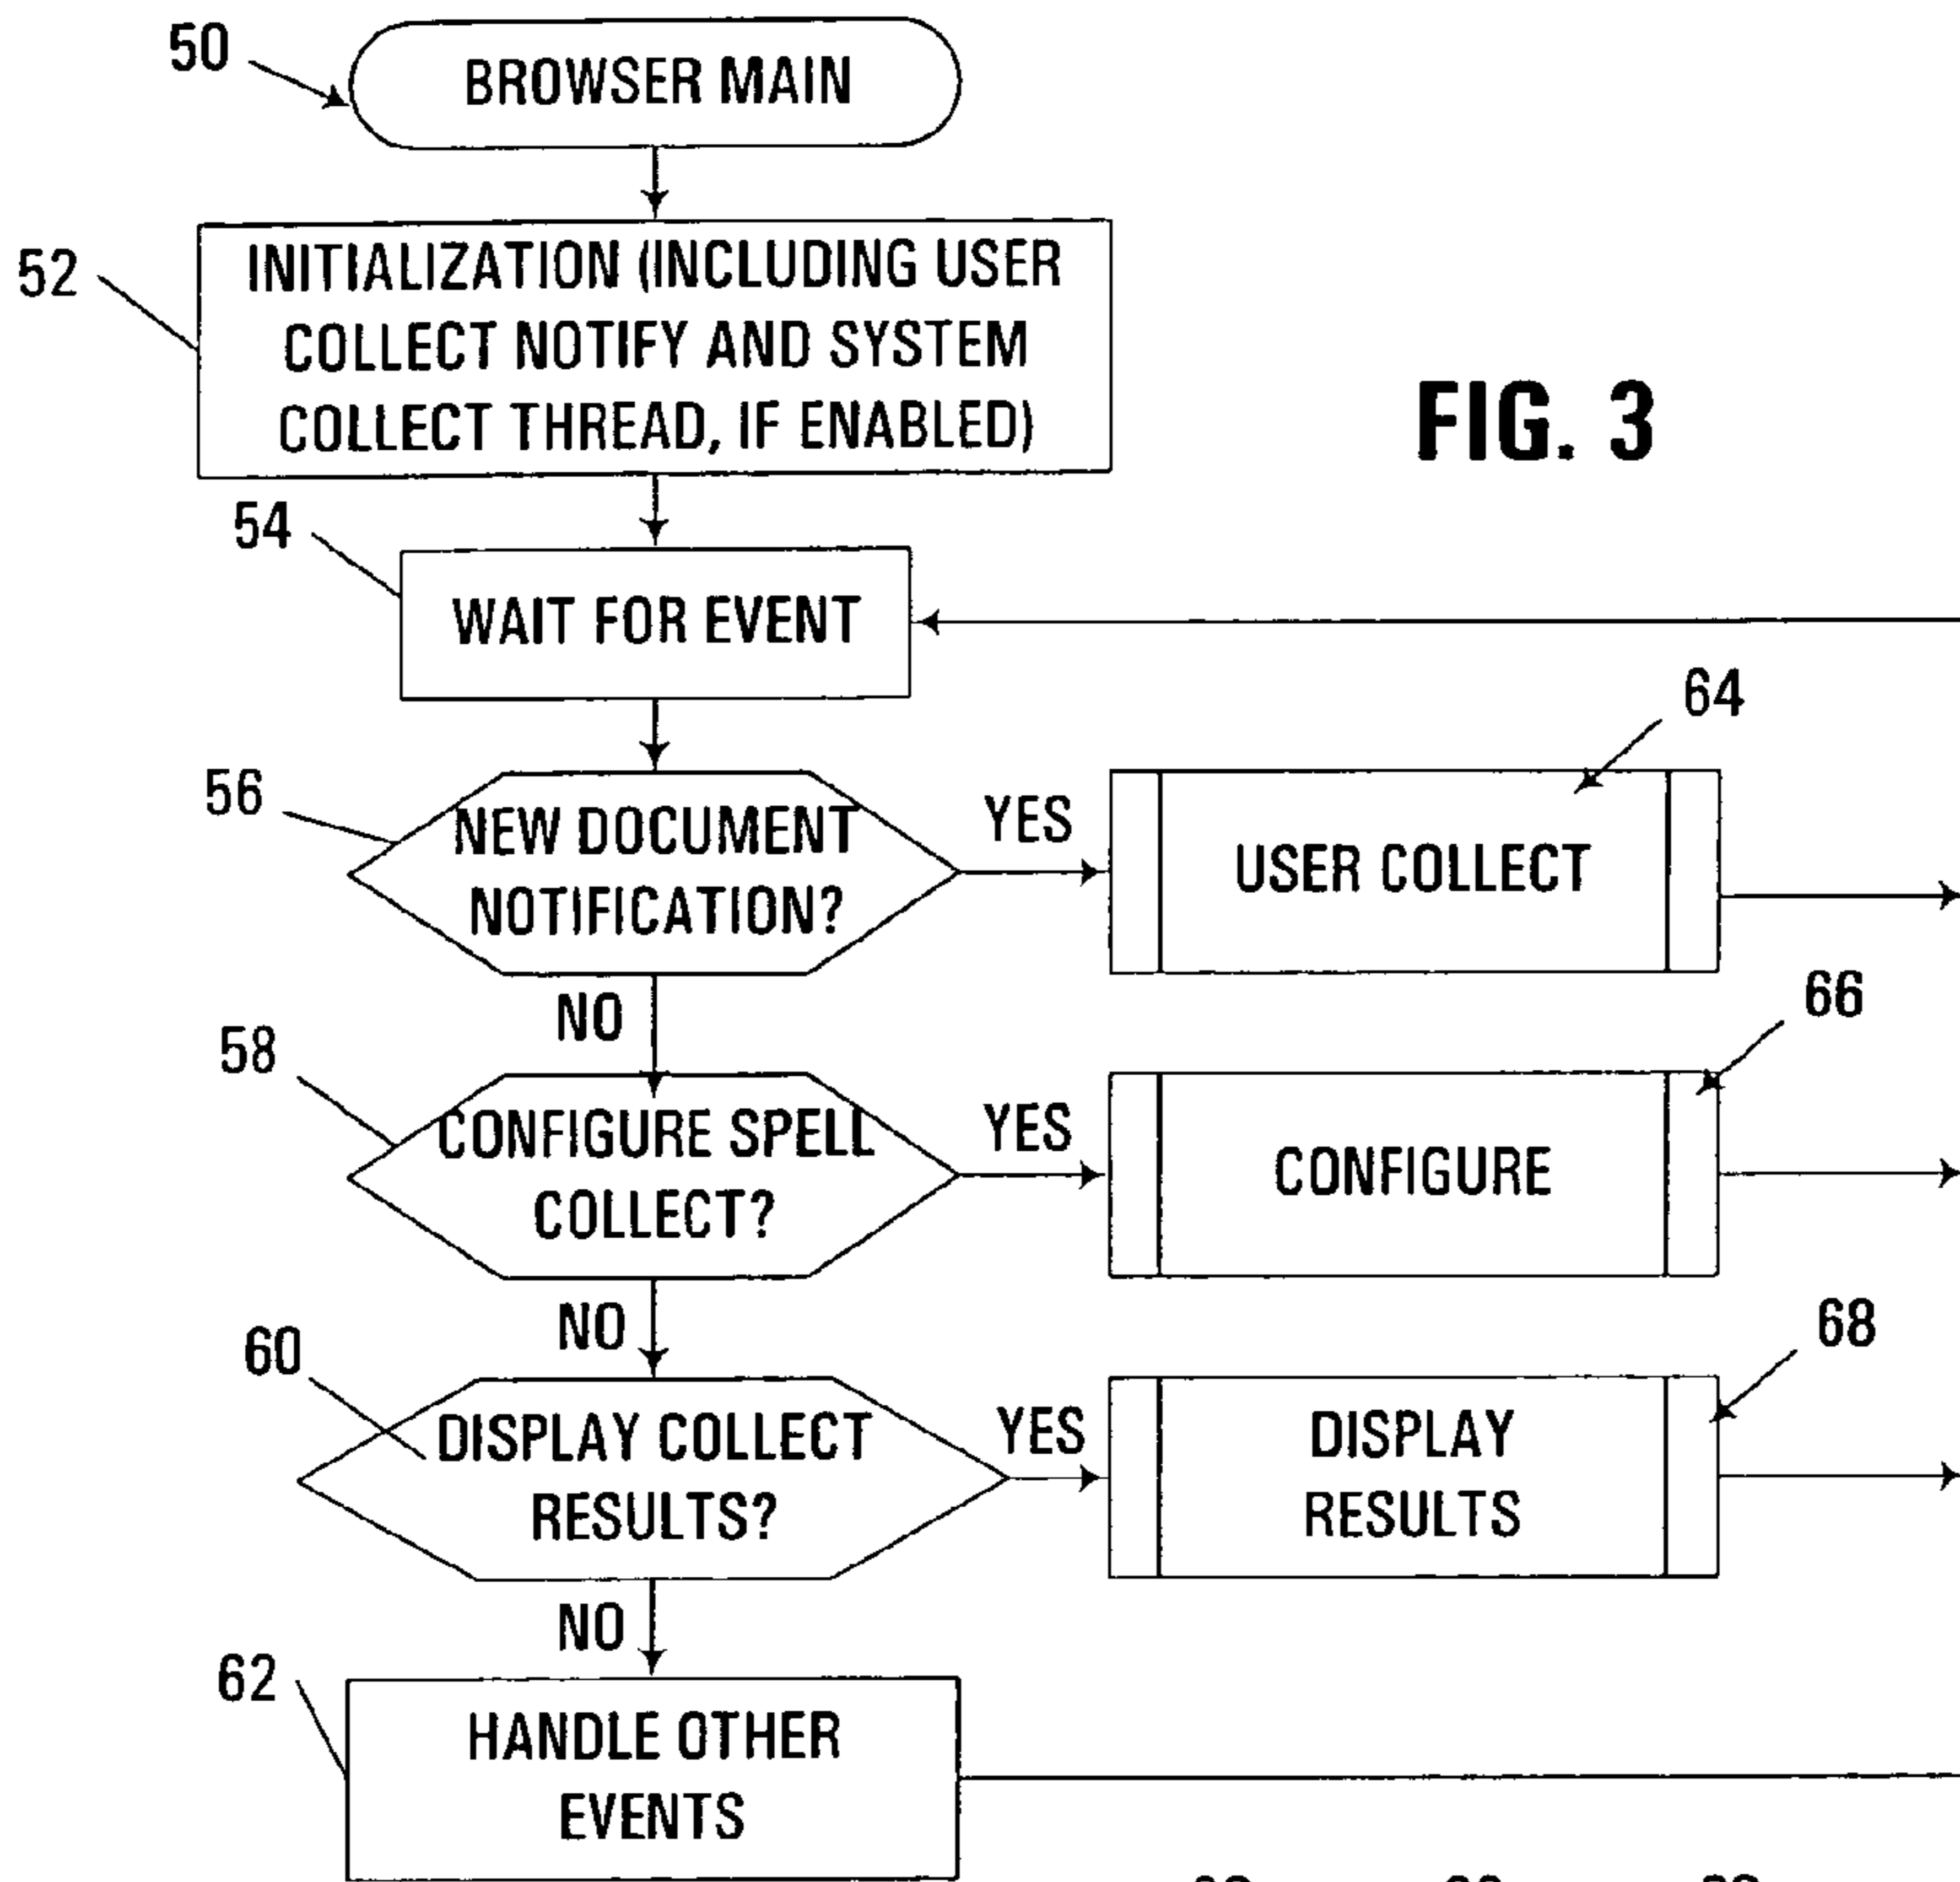 50
BROWSER MAIN
52
INITIALIZATION (INCLUDING USER
COLLECT NOTIFY AND SYSTEM
COLLECT THREAD, IF ENABLED)
FIG. 3
54
WAIT FOR EVENT
64
56
NEW DOCUMENT
NOTIFICATION?
YES
USER COLLECT
NO
66
58
CONFIGURE SPELL
COLLECT?
YES
CONFIGURE
NO
68
60
DISPLAY COLLECT
RESULTS?
YES
DISPLAY
RESULTS
NO
62
HANDLE OTHER
EVENTS